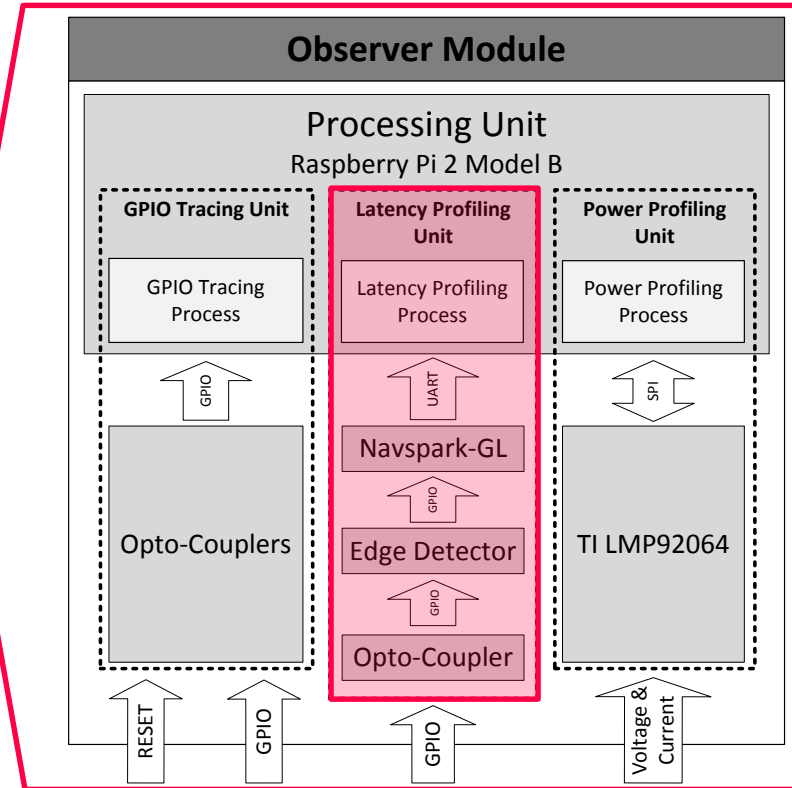 Observer Module
Processing Unit
Raspberry Pi 2 Model B
GPIO Tracing Unit
GPIO Tracing
Process
GPIO
Opto-Couplers
RESET
GPIO
Latency Profiling
Unit
Latency Profiling
Process
UART
Navspark-GL
GPIO
Edge Detector
GPIO
Opto-Coupler
GPIO
Power Profiling
Unit
Power Profiling
Process
SPI
TI LMP92064
Voltage &
Current